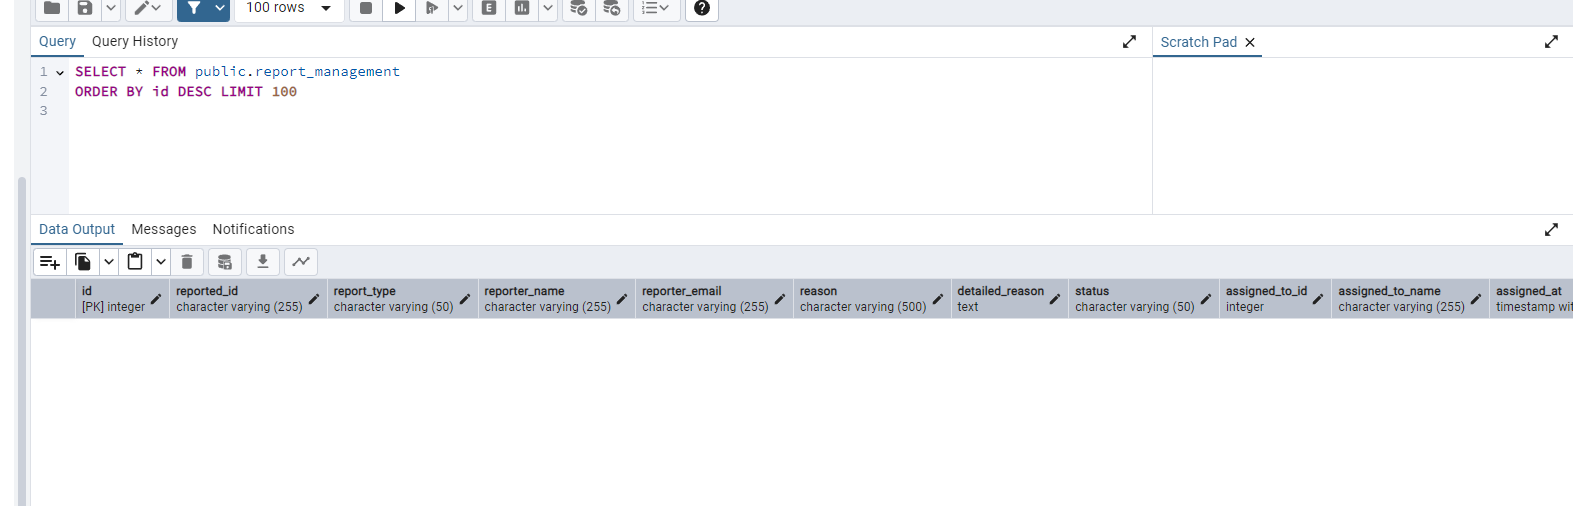 100 rows
E
Query Query History
Scratch Pad
1 SELECT * FROM public.report_management
2 ORDER BY id DESC LIMIT 100
3
Data Output Messages Notifications
id reported_id report_type reporter_name reporter_email reason detailed_reason status assigned_to_id assigned_to_name assigned_at
[PK] integer character varying (255) character varying (50) character varying (255) character varying (255) character varying (500) text character varying (50) integer character varying (255) timestamp wit